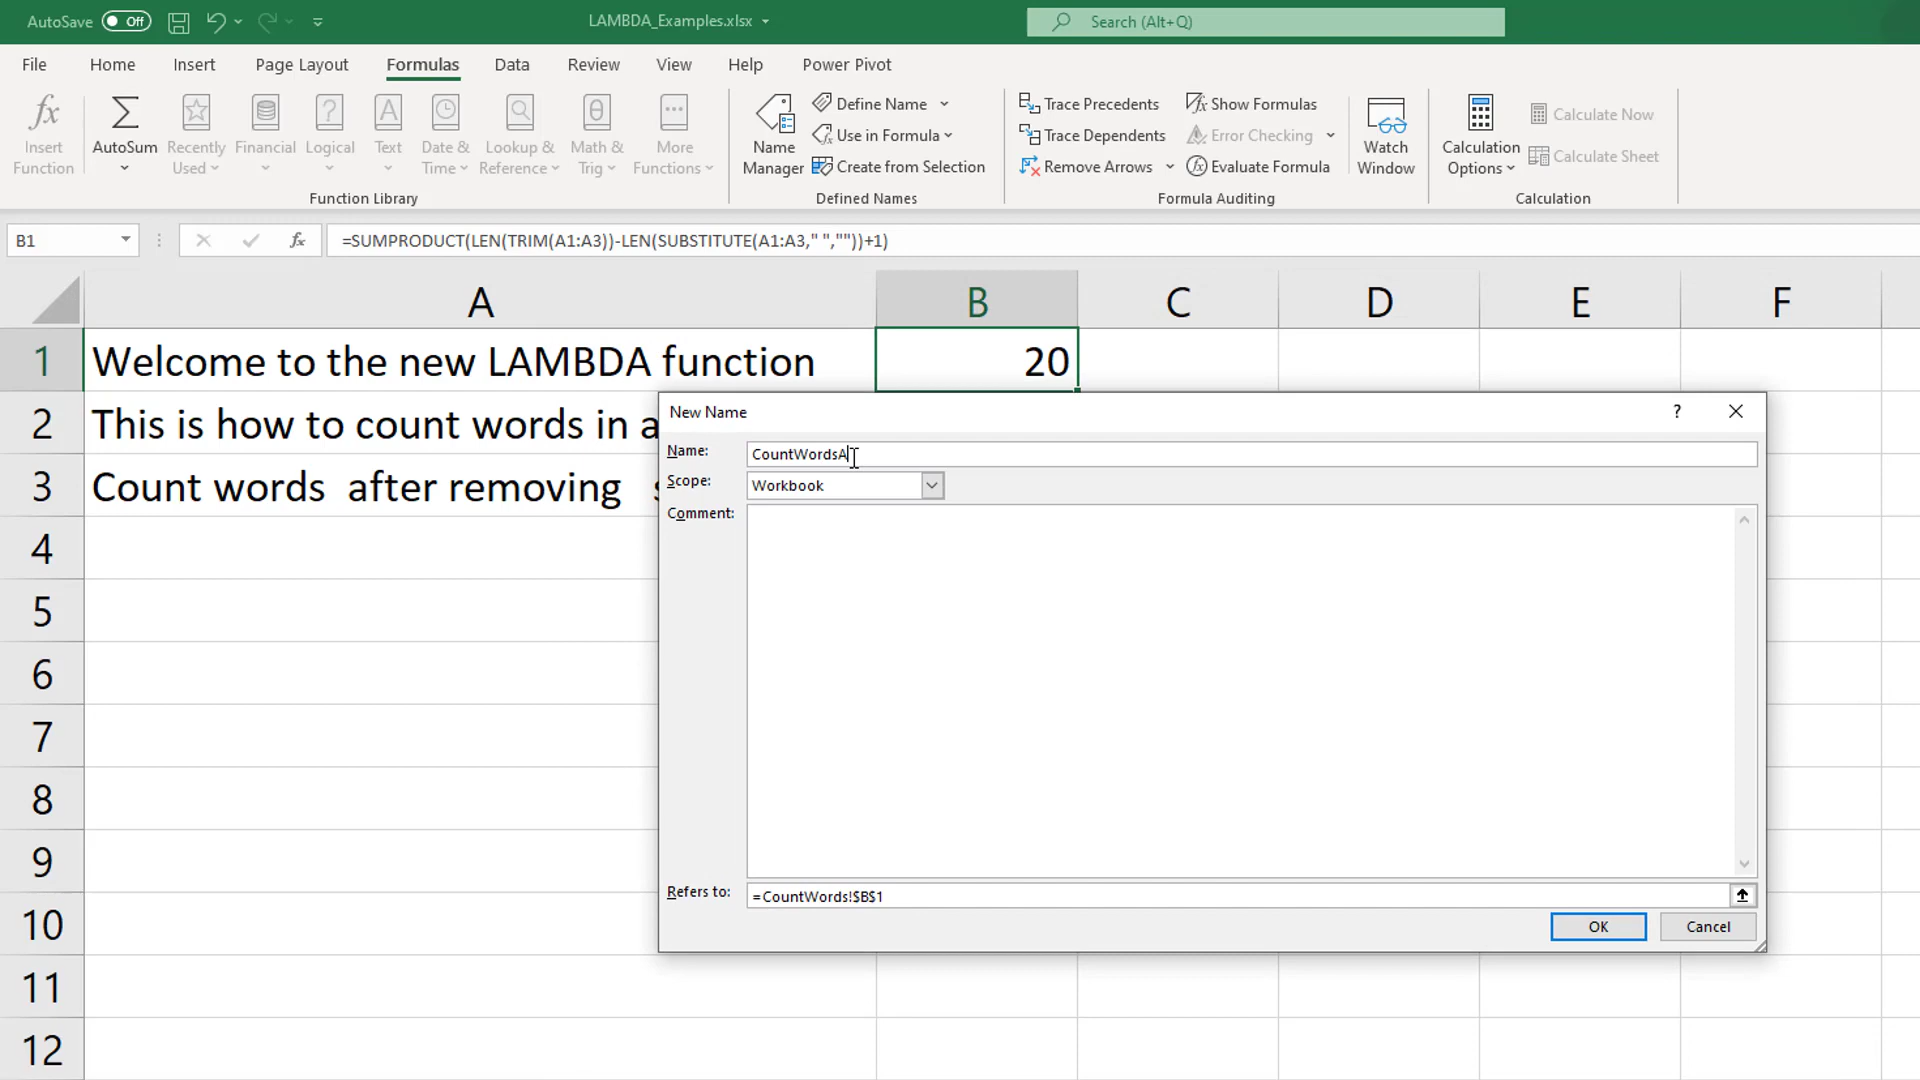 AutoSave Off LAMBDA_Examples.xlsx Search (Alt+Q)
File Home Insert Page Layout Formulas Data Review View Help Power Pivot
Insert Function
AutoSum
Recently Used
Financial
Logical
Text
Date & Time
Lookup & Reference
Math & Trig
More Functions
Function Library
Name Manager
Define Name
Use in Formula
Create from Selection
Defined Names
Trace Precedents
Trace Dependents
Remove Arrows
Show Formulas
Error Checking
Evaluate Formula
Formula Auditing
Watch Window
Calculation Options
Calculate Now
Calculate Sheet
Calculation
B1 fx =SUMPRODUCT(LEN(TRIM(A1:A3))-LEN(SUBSTITUTE(A1:A3," ",""))+1)
A B C D E F
1 Welcome to the new LAMBDA function 20
2 This is how to count words in a
3 Count words  after removing
4
5
6
7
8
9
10
11
12
New Name ?
Name: CountWordsA
Scope: Workbook
Comment:
Refers to: =CountWords!$B$1
OK Cancel